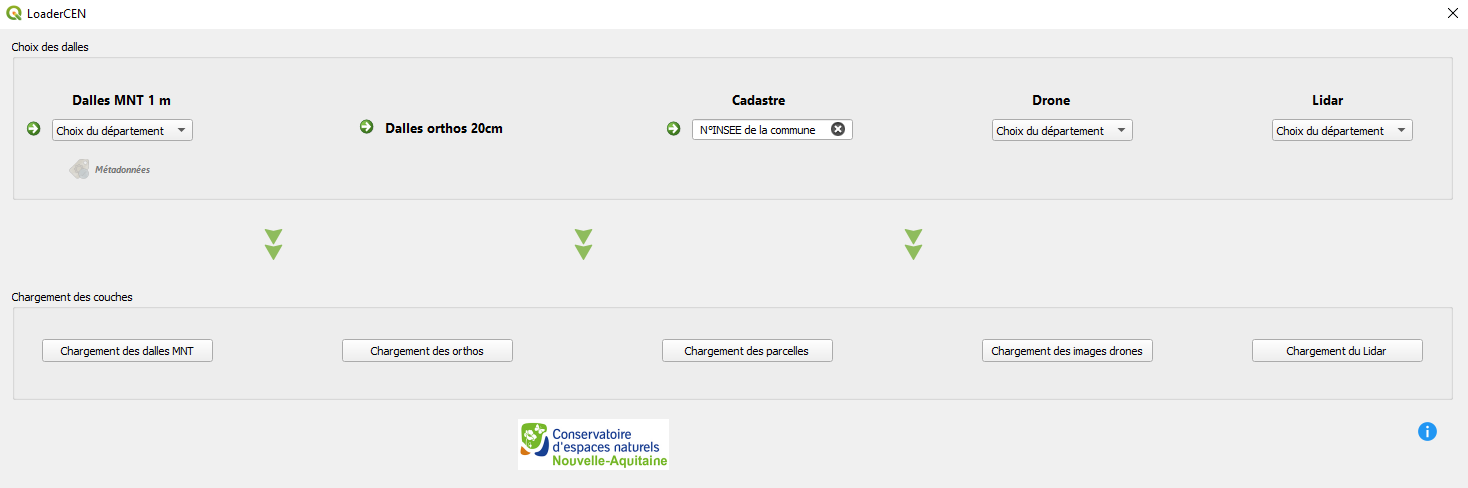 LoaderCEN
Choix des dalles
Dalles MNT 1 m
Cadastre
Drone
Lidar
Choix du département
Dalles orthos 20cm
N°INSEE de la commune
Choix du département
Choix du département
Métadonnées
Chargement des couches
Chargement des dalles MNT
Chargement des orthos
Chargement des parcelles
Chargement des images drones
Chargement du Lidar
Conservatoire
d'espaces naturels
Nouvelle-Aquitaine